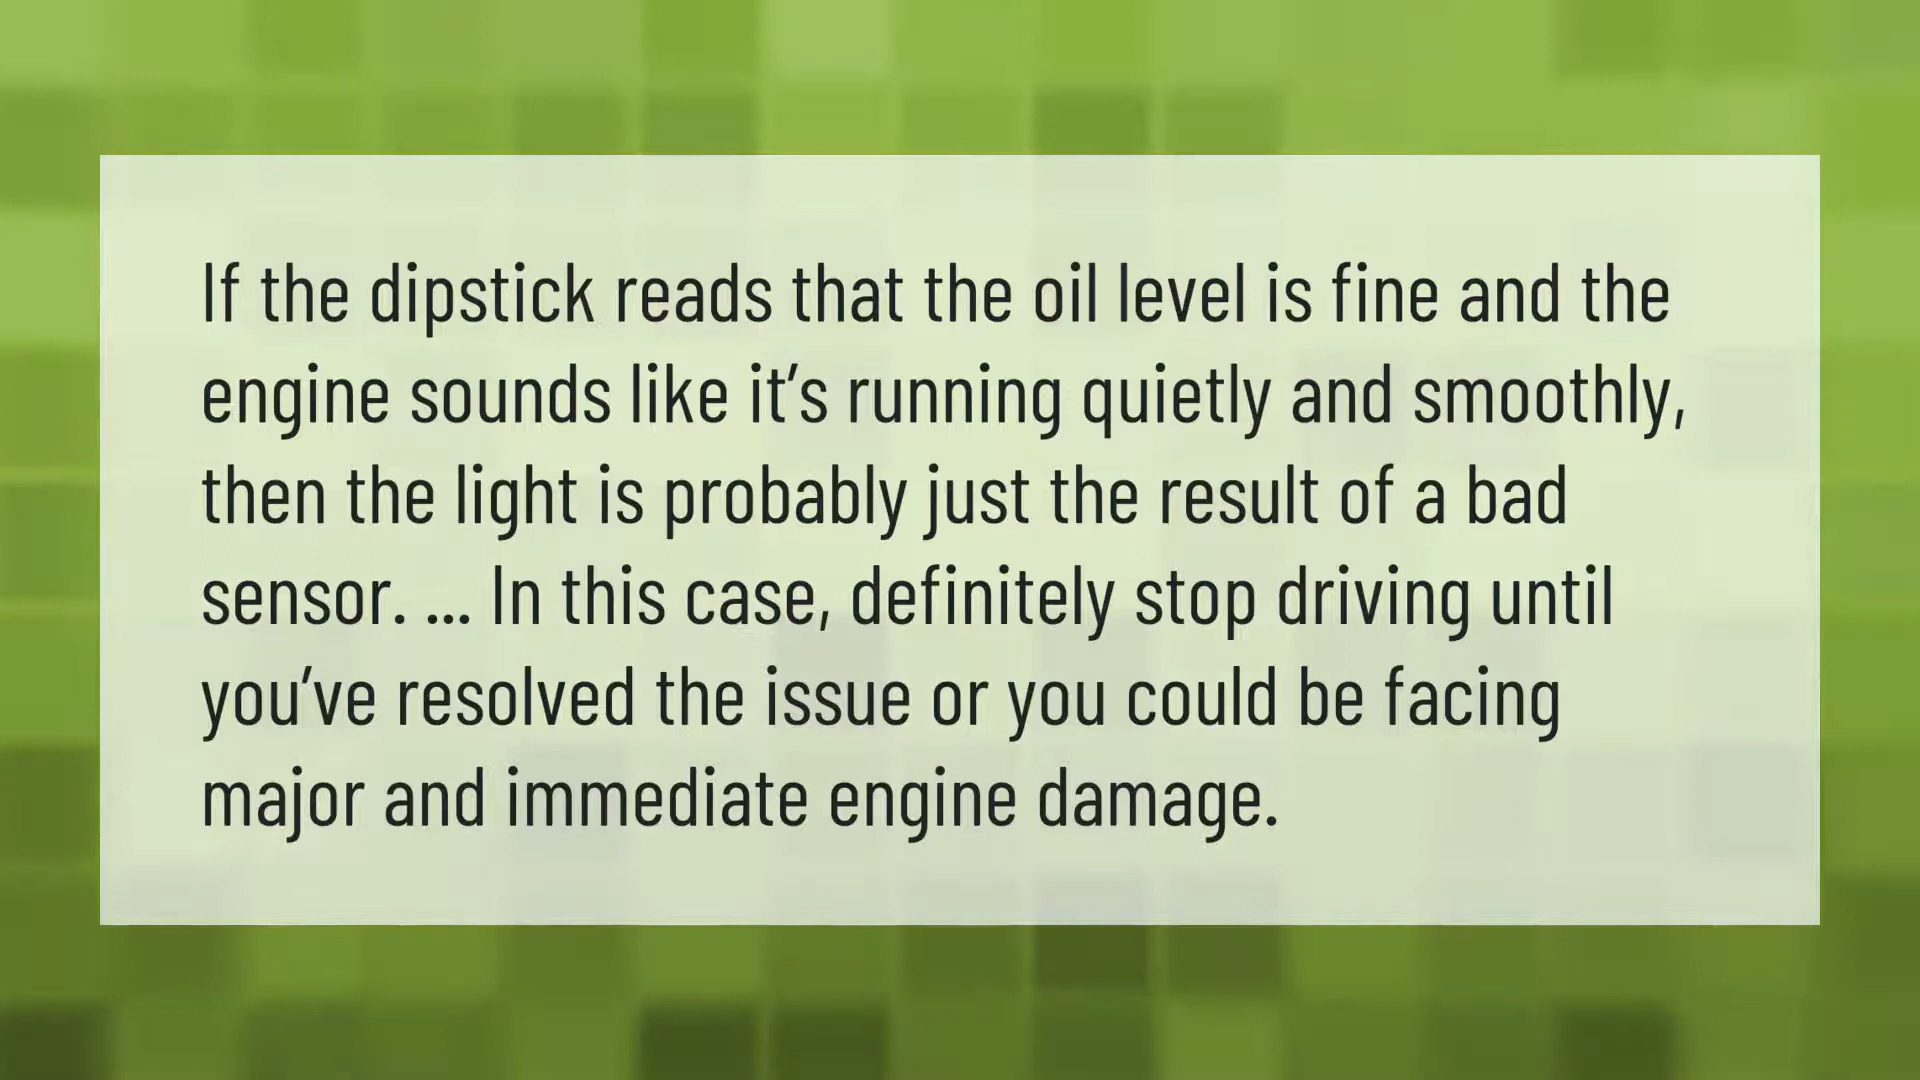 If the dipstick reads that the oil level is fine and the
engine sounds like it’s running quietly and smoothly,
then the light is probably just the result of a bad
sensor. ... In this case, definitely stop driving until
you’ve resolved the issue or you could be facing
major and immediate engine damage.